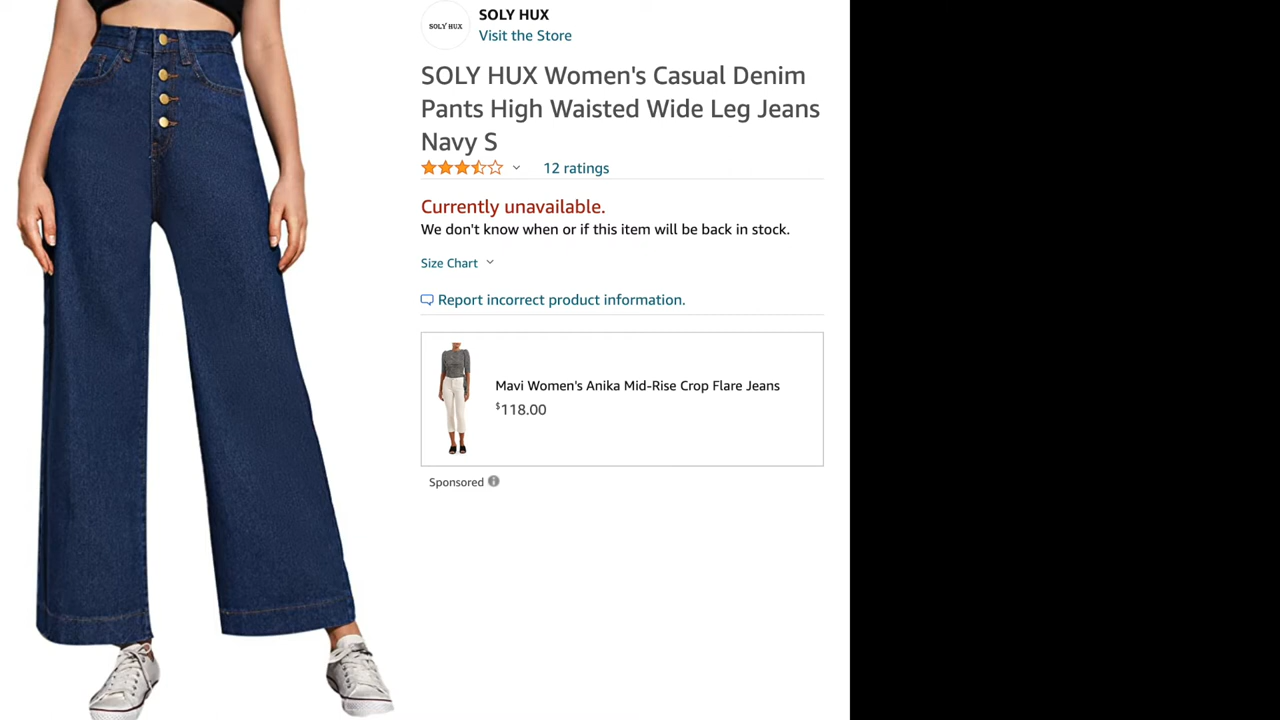 SOLY HUX
SOLY HUX
Visit the Store
SOLY HUX Women's Casual Denim
Pants High Waisted Wide Leg Jeans
Navy S
12 ratings
Currently unavailable.
We don't know when or if this item will be back in stock.
Size Chart
Report incorrect product information.
Mavi Women's Anika Mid-Rise Crop Flare Jeans
$118.00
Sponsored